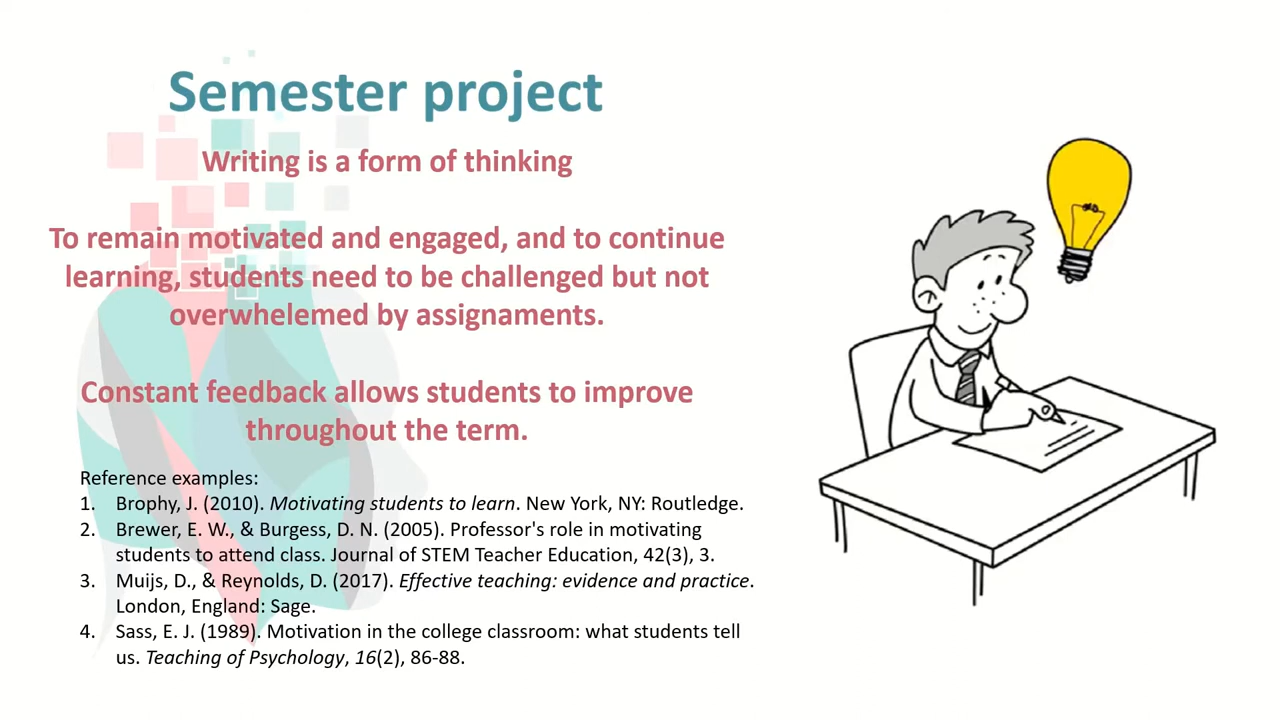 Semester project
Writing is a form of thinking
To remain motivated and engaged, and to continue
learning, students need to be challenged but not
overwhelemed by assignaments.
Constant feedback allows students to improve
throughout the term.
Reference examples:
1. Brophy, J. (2010). Motivating students to learn. New York, NY: Routledge.
2. Brewer, E. W., & Burgess, D. N. (2005). Professor's role in motivating
students to attend class. Journal of STEM Teacher Education, 42(3), 3.
3. Muijs, D., & Reynolds, D. (2017). Effective teaching: evidence and practice.
London, England: Sage.
4. Sass, E. J. (1989). Motivation in the college classroom: what students tell
us. Teaching of Psychology, 16(2), 86-88.